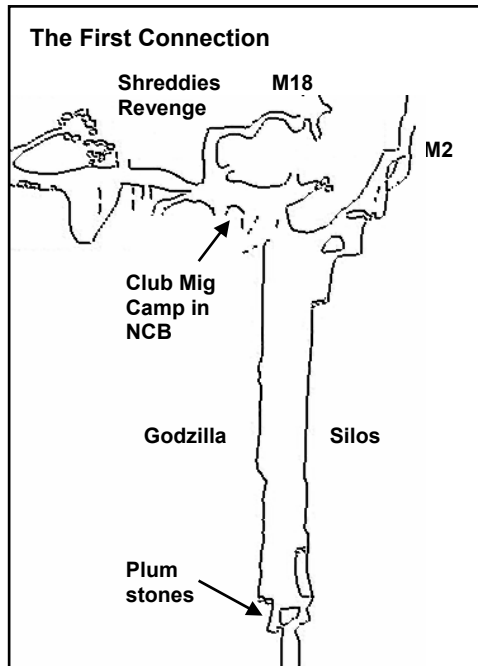 The First Connection
Shreddies
Revenge
M18
M2
Club Mig
Camp in
NCB
Godzilla
Silos
Plum
stones